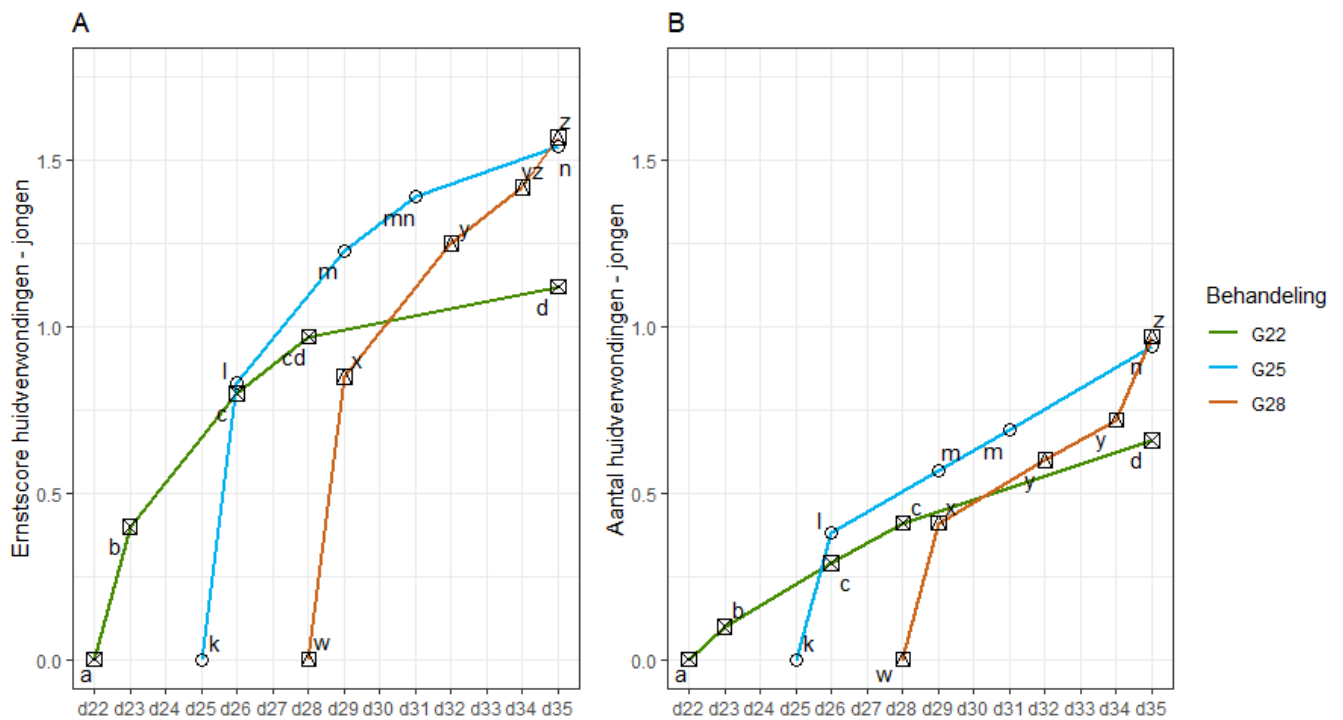 A
Ernstscore huidverwondingen - jongen
1.5
1.0
0.5
0.0
a
b
c
cd
d
k
l
m
mn
n
w
x
y
yz
z
d22 d23 d24 d25 d26 d27 d28 d29 d30 d31 d32 d33 d34 d35
B
Aantal huidverwondingen - jongen
1.5
1.0
0.5
0.0
a
b
c
c
d
k
l
m
m
n
w
x
y
y
z
d22 d23 d24 d25 d26 d27 d28 d29 d30 d31 d32 d33 d34 d35
Behandeling
G22
G25
G28